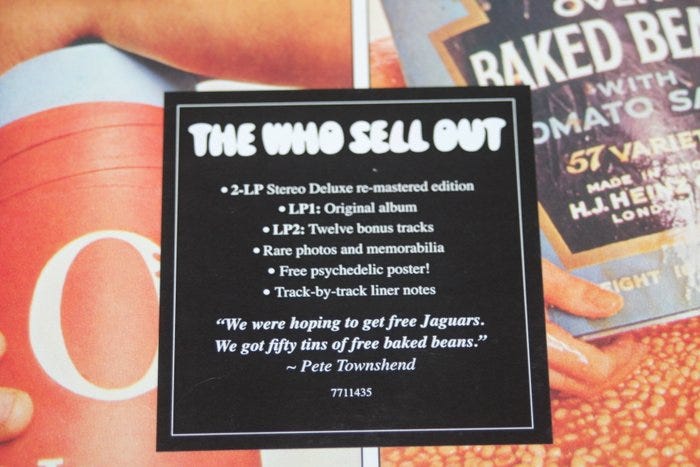 THE WHO SELL OUT
• 2-LP Stereo Deluxe re-mastered edition
• LP1: Original album
• LP2: Twelve bonus tracks
• Rare photos and memorabilia
• Free psychedelic poster!
• Track-by-track liner notes
“We were hoping to get free Jaguars.
We got fifty tins of free baked beans.”
~ Pete Townshend
7711435
OVEN
BAKED BEA
WITH
OMATO SA
57 VARIE
MADE IN
H.J. HEINZ
LONDO
O